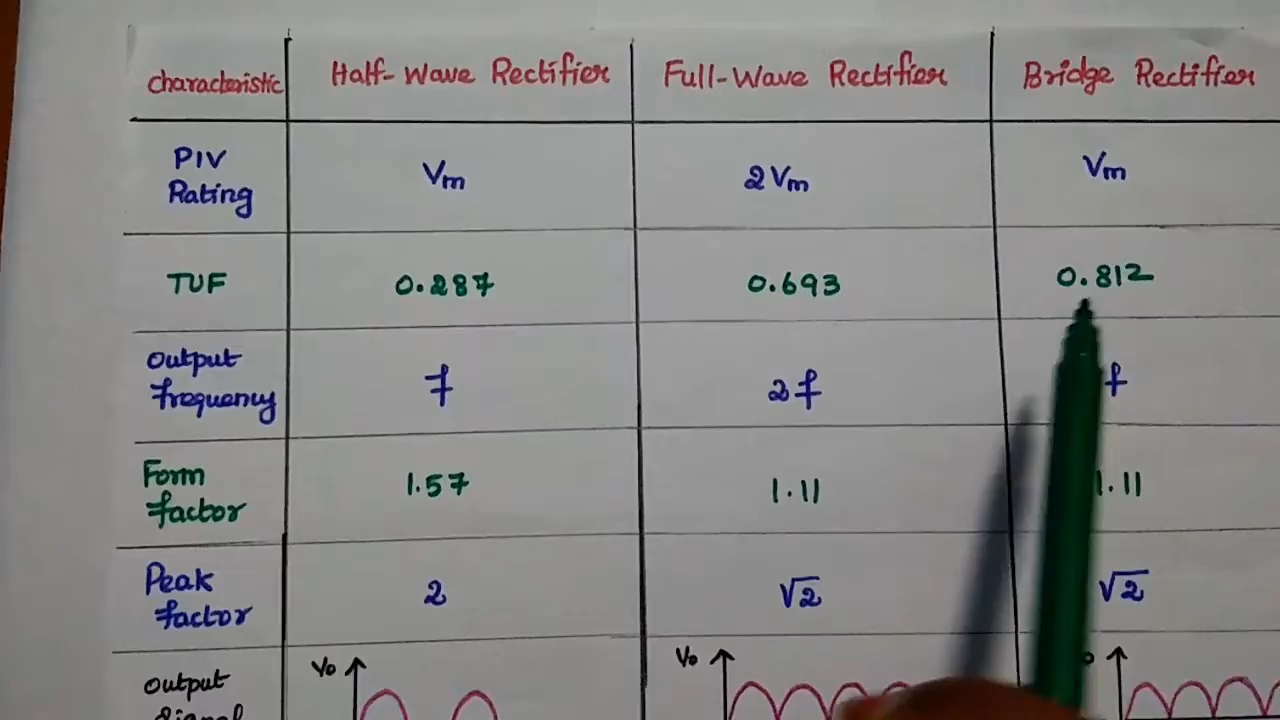 Characteristic Half-Wave Rectifier Full-Wave Rectifier Bridge Rectifier
PIV Rating Vm 2Vm Vm
TUF 0.287 0.693 0.812
Output frequency f 2f f
Form factor 1.57 1.11 1.11
Peak factor 2 √2 √2
Output Signal Vo Vo